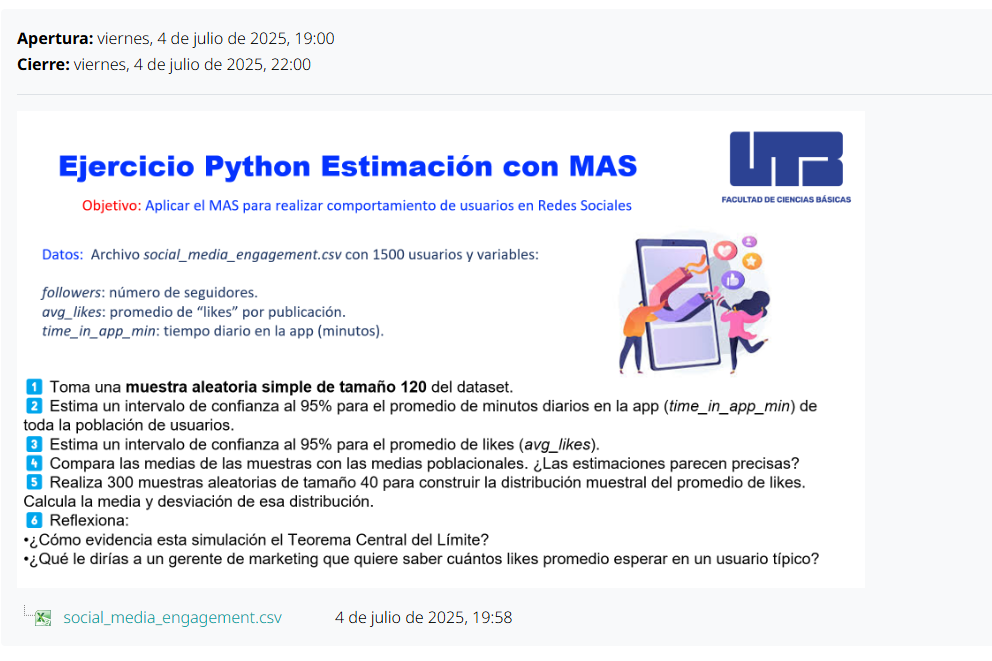 Apertura: viernes, 4 de julio de 2025, 19:00
Cierre: viernes, 4 de julio de 2025, 22:00
UTB
FACULTAD DE CIENCIAS BÁSICAS
Ejercicio Python Estimación con MAS
Objetivo: Aplicar el MAS para realizar comportamiento de usuarios en Redes Sociales
Datos: Archivo social_media_engagement.csv con 1500 usuarios y variables:
followers: número de seguidores.
avg_likes: promedio de “likes” por publicación.
time_in_app_min: tiempo diario en la app (minutos).
1 Toma una muestra aleatoria simple de tamaño 120 del dataset.
2 Estima un intervalo de confianza al 95% para el promedio de minutos diarios en la app (time_in_app_min) de
toda la población de usuarios.
3 Estima un intervalo de confianza al 95% para el promedio de likes (avg_likes).
4 Compara las medias de las muestras con las medias poblacionales. ¿Las estimaciones parecen precisas?
5 Realiza 300 muestras aleatorias de tamaño 40 para construir la distribución muestral del promedio de likes.
Calcula la media y desviación de esa distribución.
6 Reflexiona:
•¿Cómo evidencia esta simulación el Teorema Central del Límite?
•¿Qué le dirías a un gerente de marketing que quiere saber cuántos likes promedio esperar en un usuario típico?
social_media_engagement.csv 4 de julio de 2025, 19:58